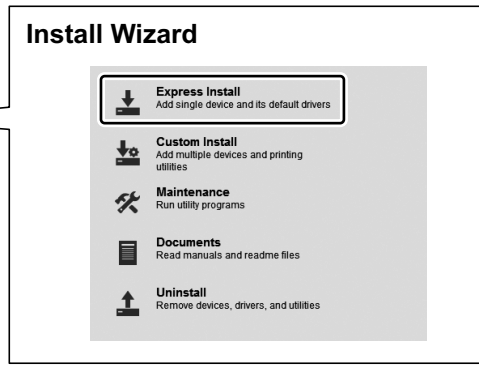 Install Wizard
Express Install
Add single device and its default drivers
Custom Install
Add multiple devices and printing
utilities
Maintenance
Run utility programs
Documents
Read manuals and readme files
Uninstall
Remove devices, drivers, and utilities